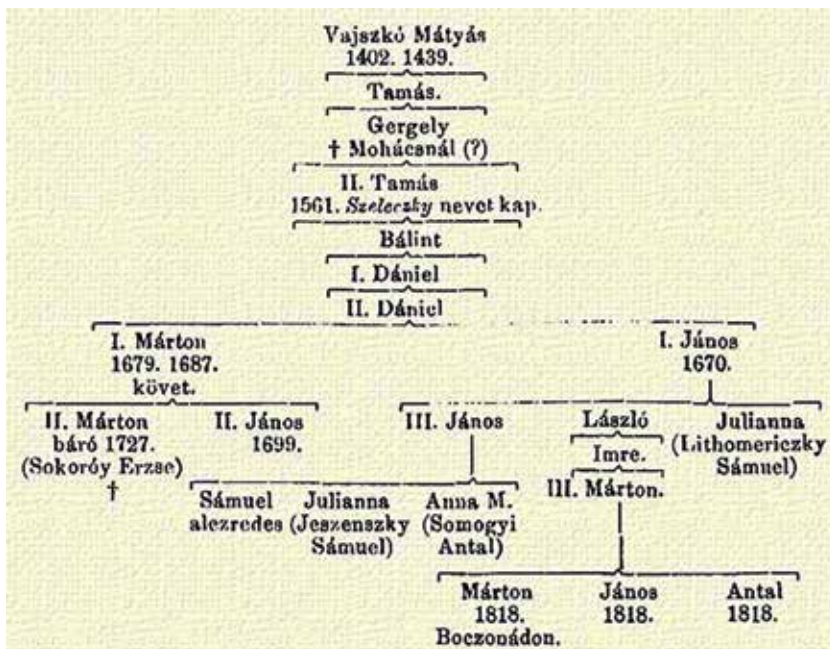 Vajszkó Mátyás
1402. 1439.
Tamás.
Gergely
† Mohácsnál (?)
II. Tamás
1561. Szeleczky nevet kap.
Bálint
I. Dániel
II. Dániel
I. Márton
1679. 1687.
követ.
I. János
1670.
II. Márton
báró 1727.
(Sokoróy Erzse)
†
II. János
1699.
III. János
László
Imre.
III. Márton.
Julianna
(Lithomericzky
Sámuel)
Sámuel
alezredes
Julianna
(Jeszenszky
Sámuel)
Anna M.
(Somogyi
Antal)
Márton
1818.
Boczonádon.
János
1818.
Antal
1818.